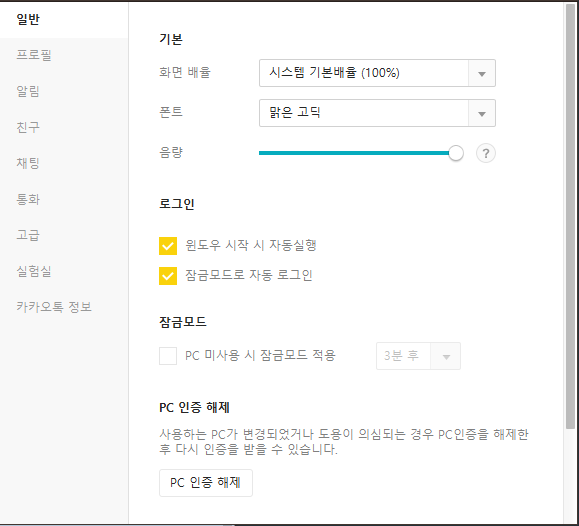 일반
프로필
알림
친구
채팅
통화
고급
실험실
카카오톡 정보
기본
화면 배율
시스템 기본배율 (100%)
폰트
맑은 고딕
음량
?
로그인
윈도우 시작 시 자동실행
잠금모드로 자동 로그인
잠금모드
PC 미사용 시 잠금모드 적용
3분 후
PC 인증 해제
사용하는 PC가 변경되었거나 도용이 의심되는 경우 PC인증을 해제한
후 다시 인증을 받을 수 있습니다.
PC 인증 해제